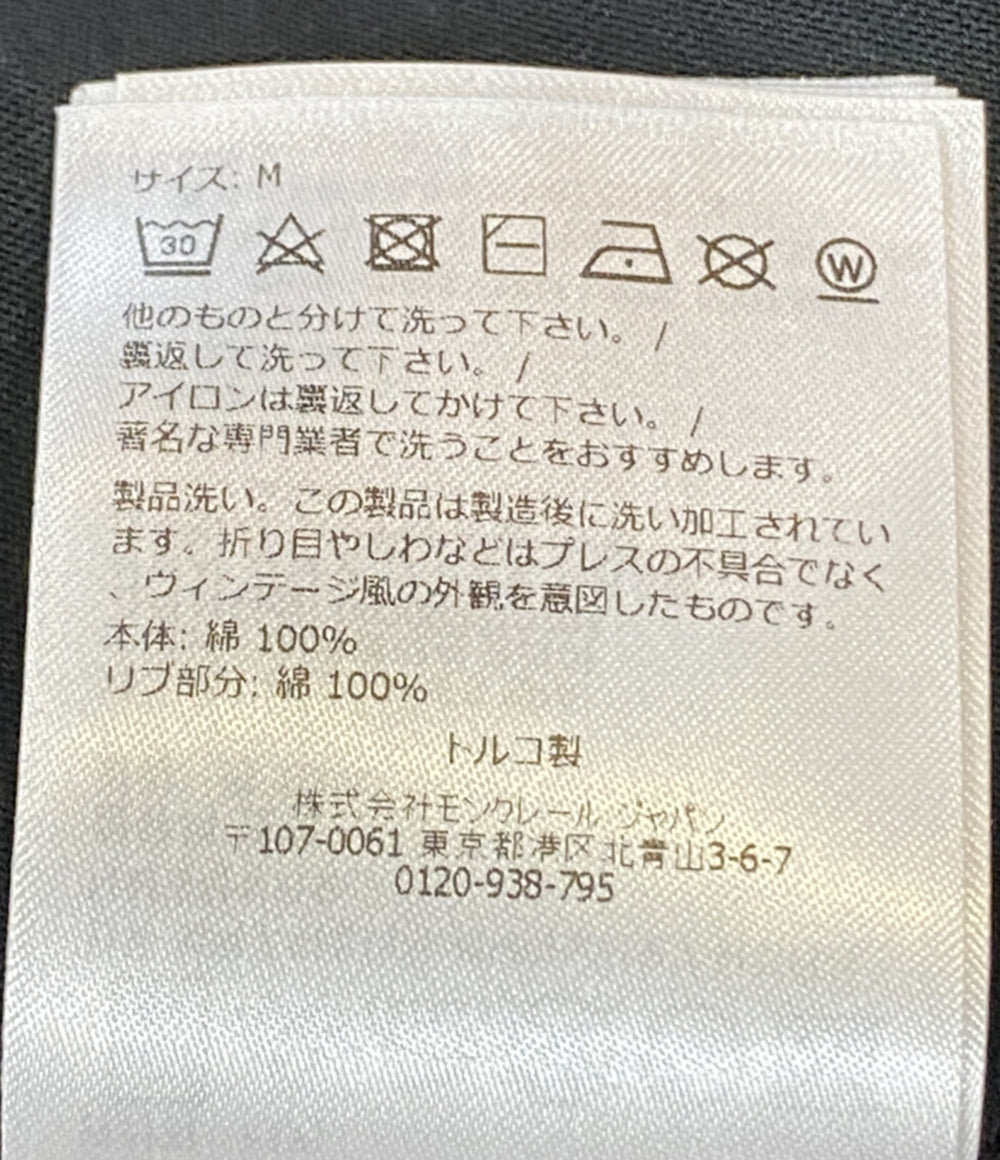 サイズ: M
30
W
他のものと分けて洗って下さい。 /
裏返して洗って下さい。 /
アイロンは裏返してかけて下さい。 /
著名な専門業者で洗うことをおすすめします。
製品洗い。この製品は製造後に洗い加工されてい
ます。折り目やしわなどはプレスの不具合でなく
、ヴィンテージ風の外観を意図したものです。
本体: 綿 100%
リブ部分: 綿 100%
トルコ製
株式会社モンクレール ジャパン
〒107-0061 東京都港区北青山3-6-7
0120-938-795